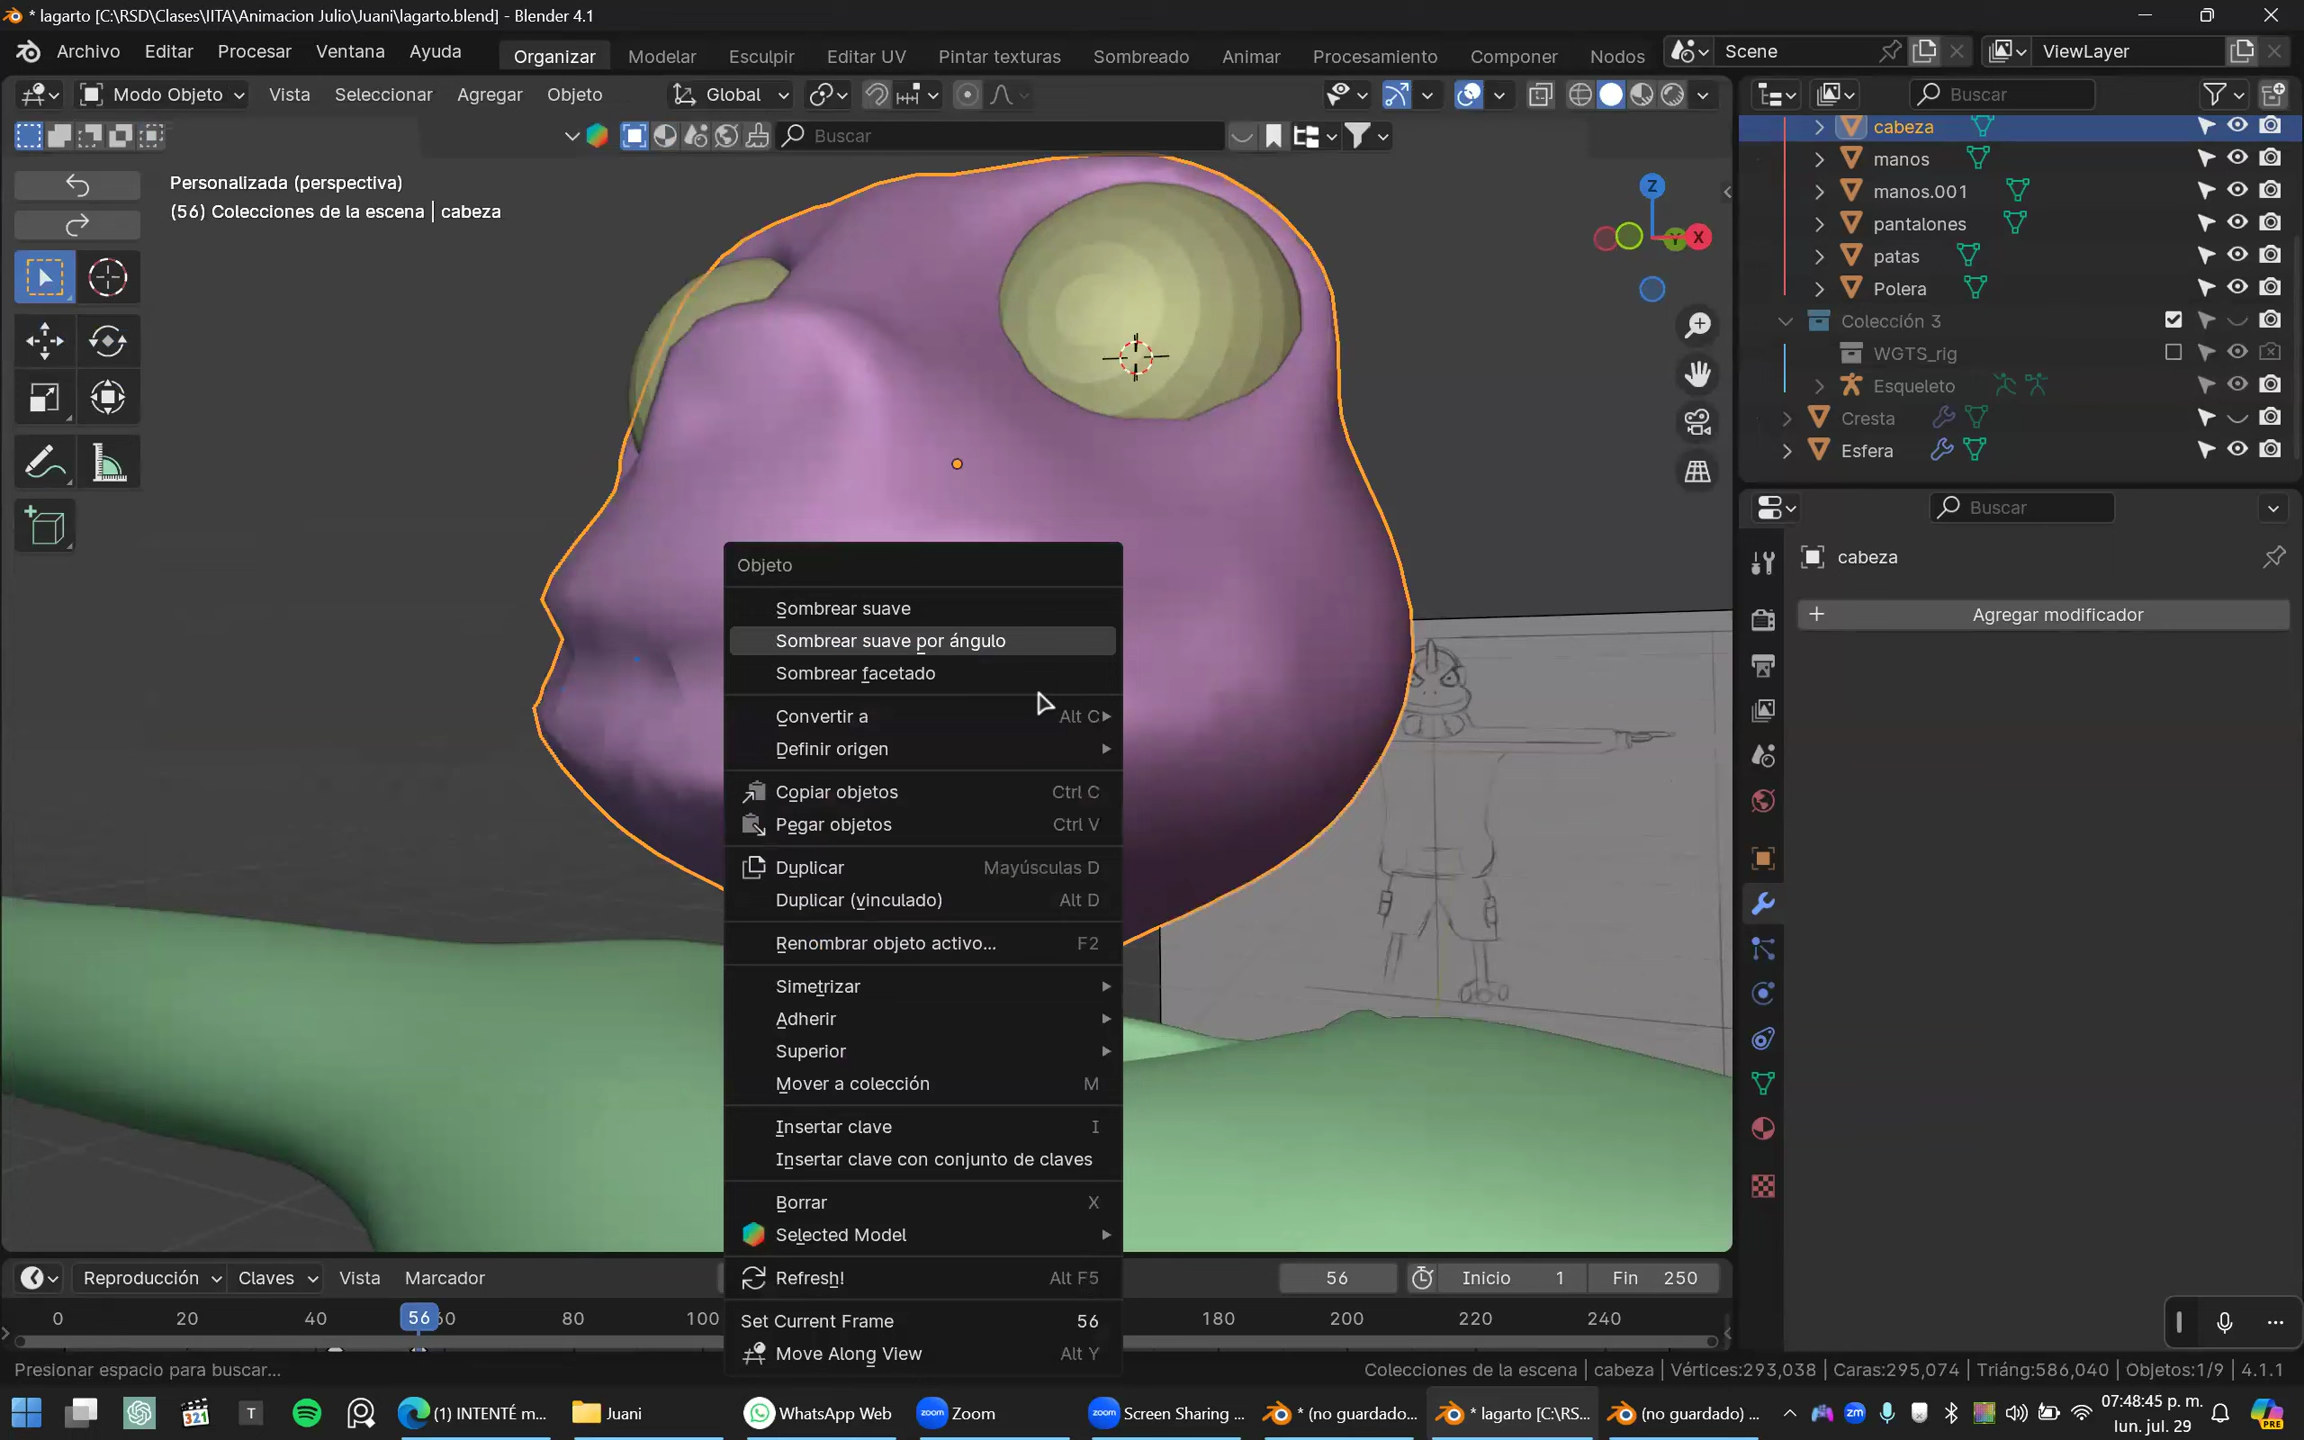 * lagarto [C:\RSD\Clases\IITA\Animacion Julio\Juani\lagarto.blend] - Blender 4.1
Archivo Editar Procesar Ventana Ayuda Organizar Modelar Esculpir Editar UV Pintar texturas Sombreado Animar Procesamiento Componer Nodos Scene ViewLayer
Modo Objeto Vista Seleccionar Agregar Objeto Global Buscar
Buscar
Personalizada (perspectiva)
(56) Colecciones de la escena | cabeza
Z
Y
X
cabeza
manos
manos.001
pantalones
patas
Polera
Colección 3
WGTS_rig
Esqueleto
Cresta
Esfera
Buscar
cabeza
+ Agregar modificador
Objeto
Sombrear suave
Sombrear suave por ángulo
Sombrear facetado
Convertir a Alt C
Definir origen
Copiar objetos Ctrl C
Pegar objetos Ctrl V
Duplicar Mayúsculas D
Duplicar (vinculado) Alt D
Renombrar objeto activo... F2
Simetrizar
Adherir
Superior
Mover a colección M
Insertar clave I
Insertar clave con conjunto de claves
Borrar X
Selected Model
Refresh! Alt F5
Set Current Frame 56
Move Along View Alt Y
Reproducción Claves Vista Marcador 56 Inicio 1 Fin 250
0 20 40 56 60 80 100 180 200 220 240
Presionar espacio para buscar...
Colecciones de la escena | cabeza | Vértices:293,038 | Caras:295,074 | Triáng:586,040 | Objetos:1/9 | 4.1.1
321 T (1) INTENTÉ m... Juani WhatsApp Web zoom Zoom zoom Screen Sharing ... * (no guardado... * lagarto [C:\RS... (no guardado) ... zm 07:48:45 p. m. PRE
lun. jul. 29